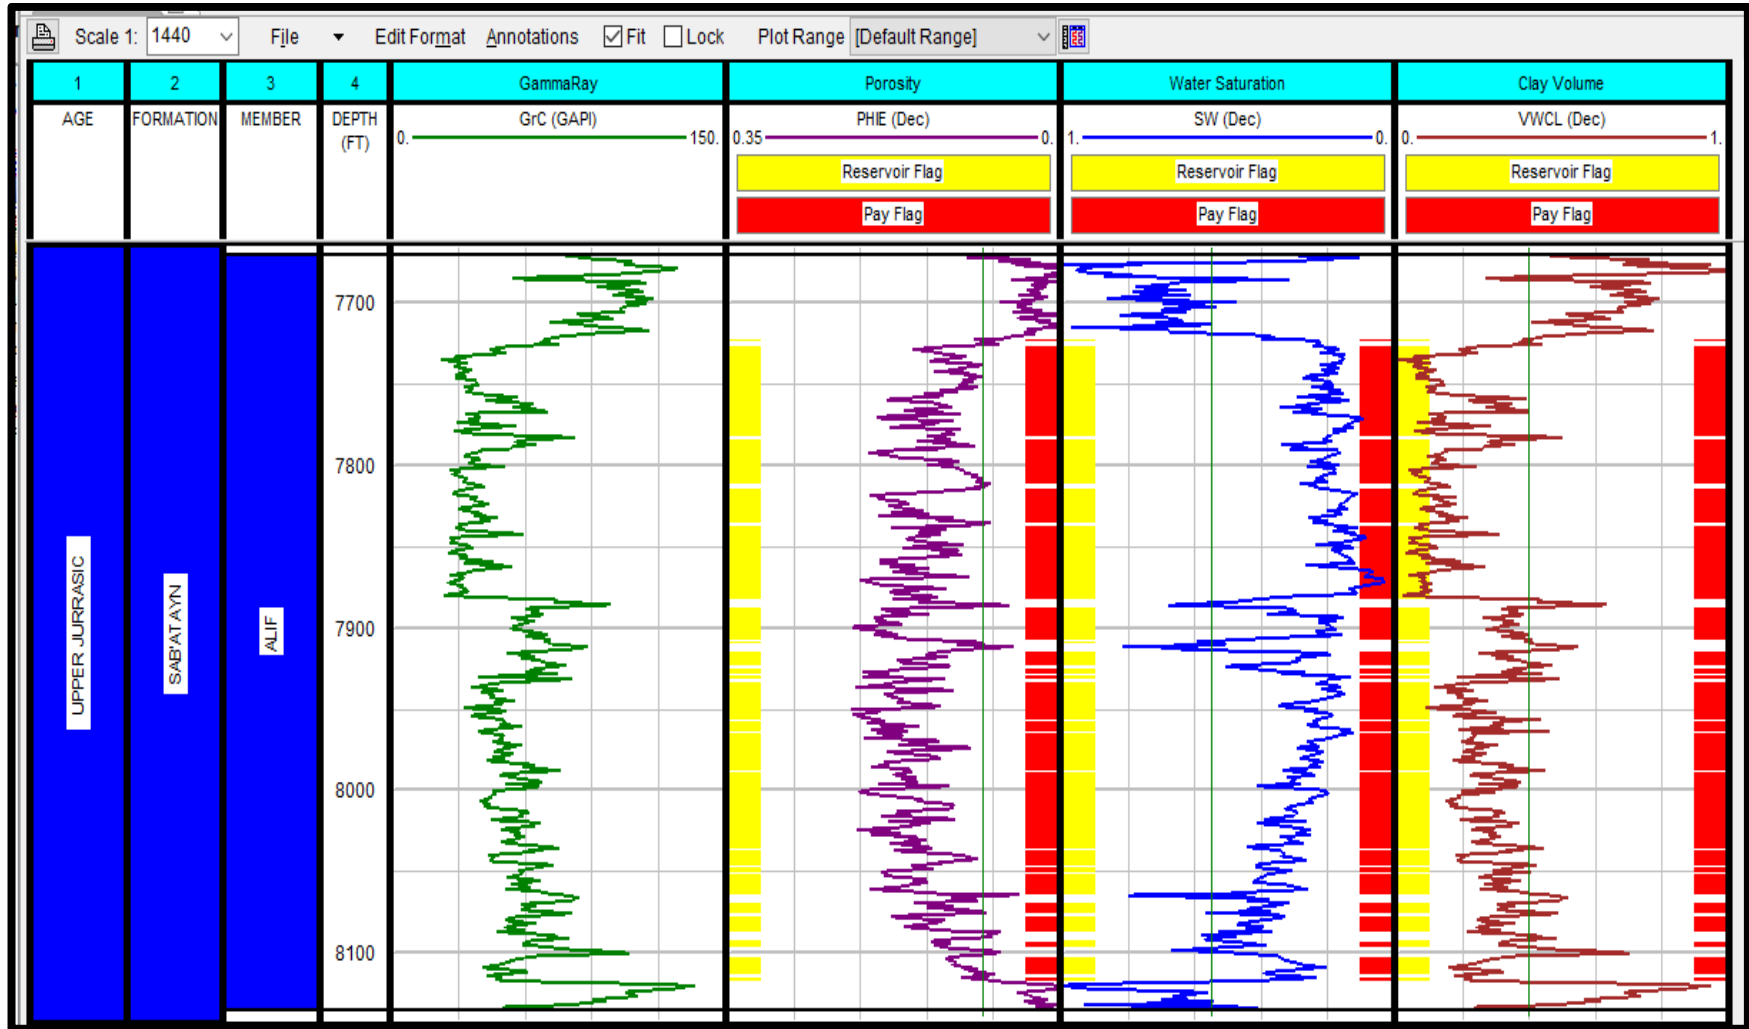 Scale 1: 1440 File Edit Format Annotations Fit Lock Plot Range [Default Range]
1 2 3 4 GammaRay Porosity Water Saturation Clay Volume
AGE FORMATION MEMBER DEPTH (FT) GrC (GAPI) PHIE (Dec) SW (Dec) VWCL (Dec)
0. 150. 0.35 0. 1. 0. 0. 1.
Reservoir Flag Reservoir Flag Reservoir Flag
Pay Flag Pay Flag Pay Flag
7700
7800
7900
8000
8100
UPPER JURRASIC
SAB'AT AYN
ALIF